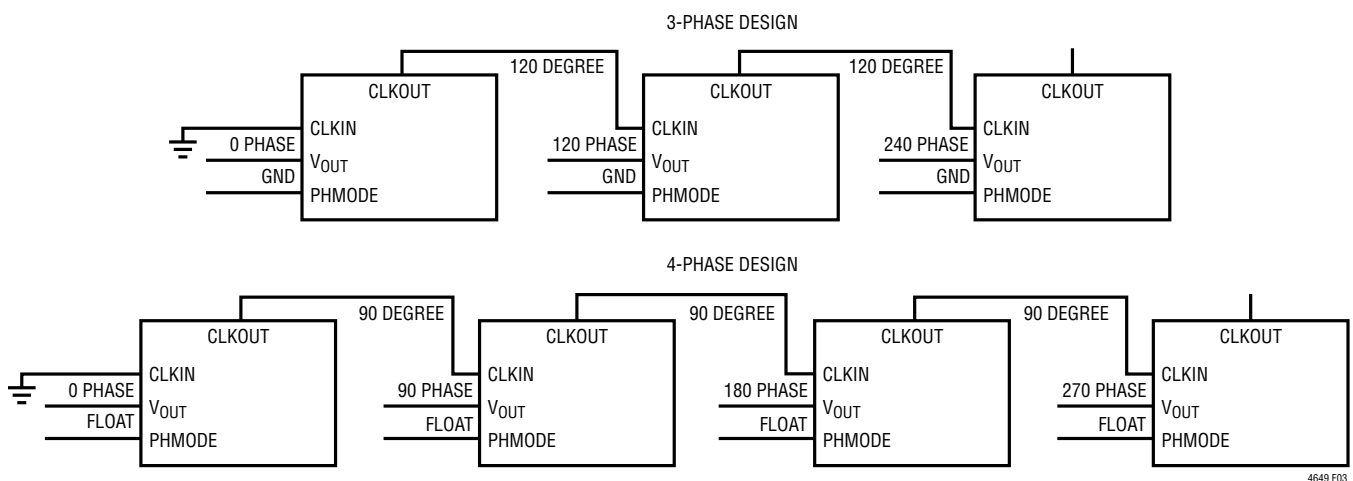 3-PHASE DESIGN
120 DEGREE
120 DEGREE
CLKOUT
CLKOUT
CLKOUT
CLKIN
CLKIN
CLKIN
0 PHASE
120 PHASE
240 PHASE
VOUT
VOUT
VOUT
GND
GND
GND
PHMODE
PHMODE
PHMODE
4-PHASE DESIGN
90 DEGREE
90 DEGREE
90 DEGREE
CLKOUT
CLKOUT
CLKOUT
CLKOUT
CLKIN
CLKIN
CLKIN
CLKIN
0 PHASE
90 PHASE
180 PHASE
270 PHASE
VOUT
VOUT
VOUT
VOUT
FLOAT
FLOAT
FLOAT
FLOAT
PHMODE
PHMODE
PHMODE
PHMODE
4649 F03